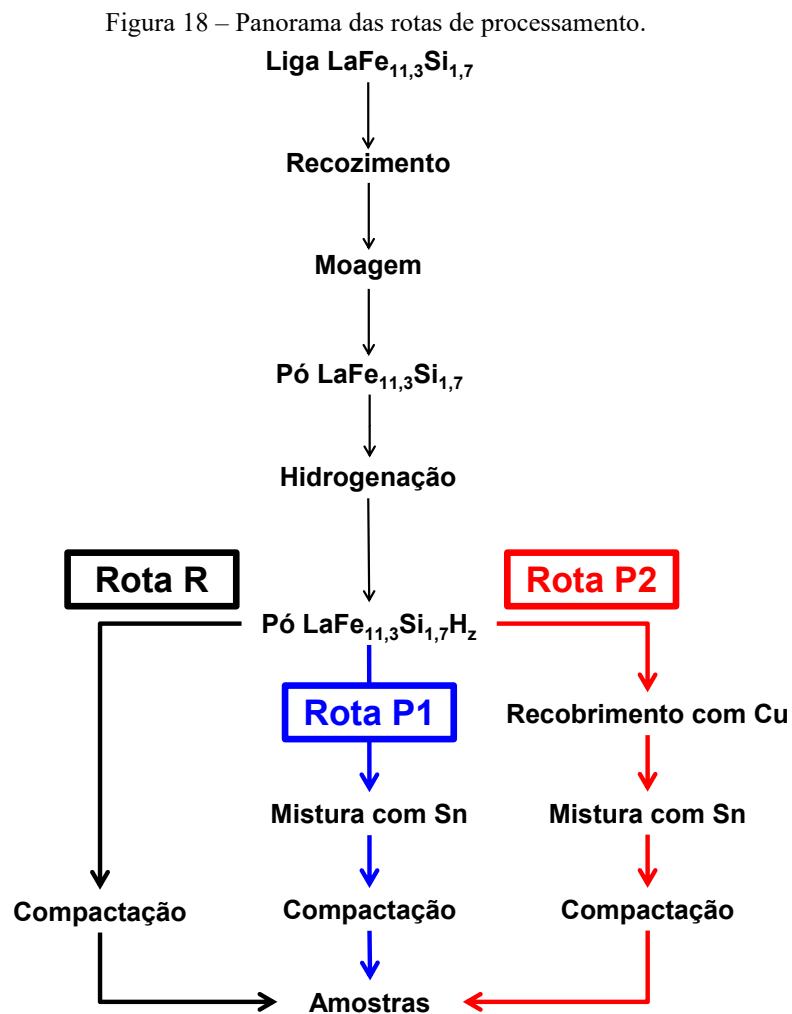 Figura 18 – Panorama das rotas de processamento.
Liga LaFe11,3Si1,7
Recozimento
Moagem
Pó LaFe11,3Si1,7
Hidrogenação
Rota R
Rota P2
Pó LaFe11,3Si1,7Hz
Rota P1
Recobrimento com Cu
Mistura com Sn
Mistura com Sn
Compactação
Compactação
Compactação
Amostras